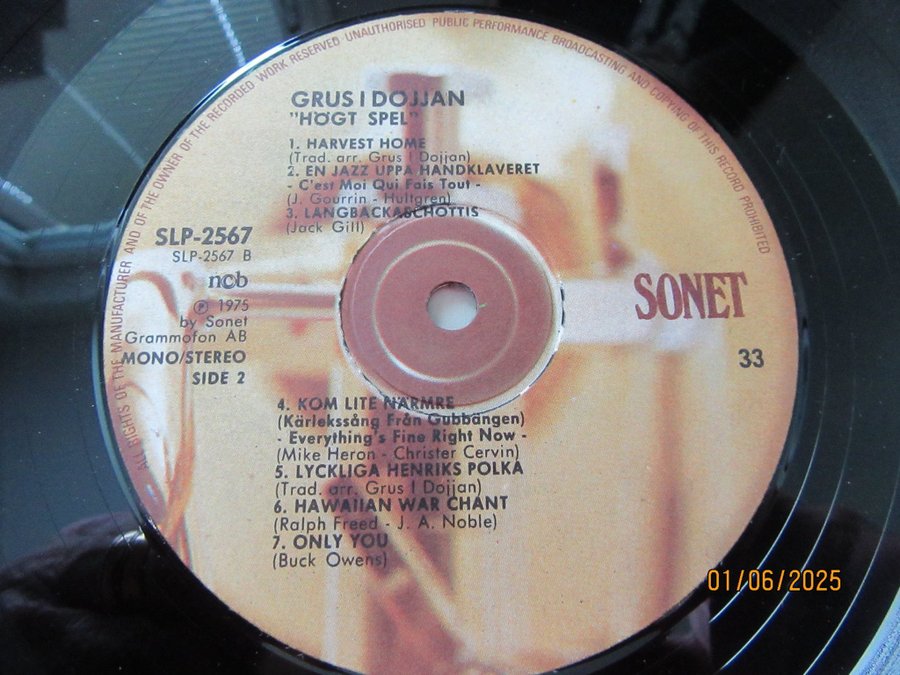 ALL RIGHTS OF THE MANUFACTURER AND OF THE OWNER OF THE RECORDED WORK RESERVED UNAUTHORISED PUBLIC PERFORMANCE BROADCASTING AND COPYING OF THIS RECORD PROHIBITED
GRUS I DOJJAN
"HÖGT SPEL"
1. HARVEST HOME
(Trad. arr. Grus I Dojjan)
2. EN JAZZ UPPA HANDKLAVERET
- C'est Moi Qui Fais Tout -
(J. Gourrin - Hultgren)
3. LANGBACKASCHOTTIS
(Jack Gill)
SLP-2567
SLP-2567 B
ncb
℗ 1975
by Sonet
Grammofon AB
MONO/STEREO
SIDE 2
SONET
33
4. KOM LITE NÄRMRE
(Kärlekssång Från Gubbängen)
- Everything's Fine Right Now -
(Mike Heron - Christer Cervin)
5. LYCKLIGA HENRIKS POLKA
(Trad. arr. Grus I Dojjan)
6. HAWAIIAN WAR CHANT
(Ralph Freed - J. A. Noble)
7. ONLY YOU
(Buck Owens)
01/06/2025